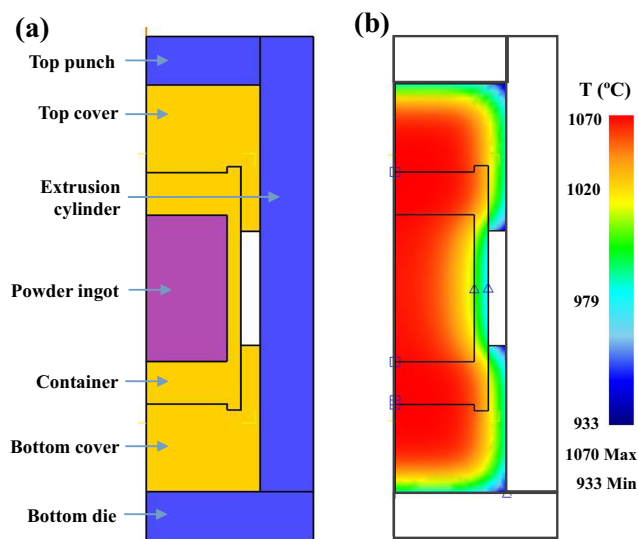 (a)
Top punch
Top cover
Extrusion
cylinder
Powder ingot
Container
Bottom cover
Bottom die
(b)
T (ºC)
1070
1020
979
933
1070 Max
933 Min